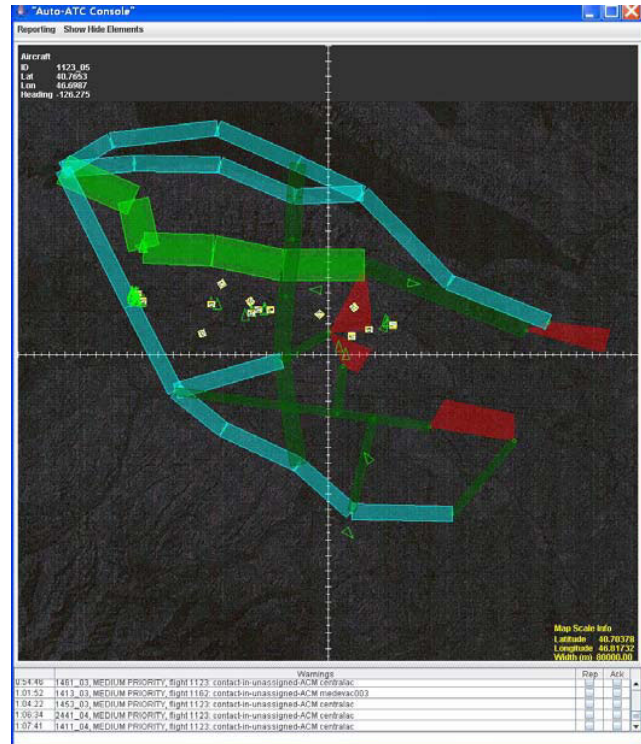 "Auto-ATC Console"
Reporting Show Hide Elements
Aircraft
ID 1123_05
Lat 40.7653
Lon 46.6987
Heading -126.275
Map Scale Info
Latitude 40.70378
Longitude 46.81732
Width (m) 80000.00
Warnings Rep Ack
0:54:46 1461_03, MEDIUM PRIORITY, flight 1123: contact-in-unassigned-ACM centralac
1:01:52 1413_03, MEDIUM PRIORITY, flight 1162: contact-in-unassigned-ACM medevac003
1:04:22 1453_03, MEDIUM PRIORITY, flight 1123: contact-in-unassigned-ACM centralac
1:06:34 2441_04, MEDIUM PRIORITY, flight 1123: contact-in-unassigned-ACM centralac
1:07:41 1411_04, MEDIUM PRIORITY, flight 1123: contact-in-unassigned-ACM centralac